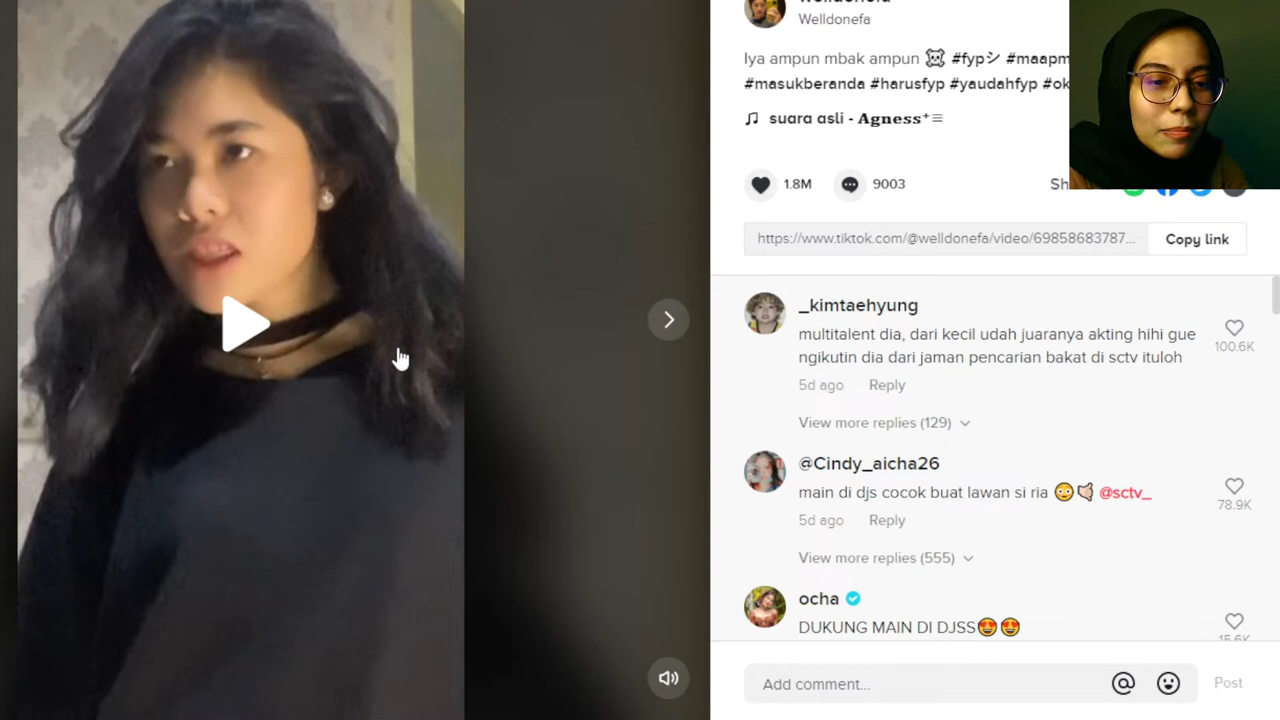 Welldonefa
Iya ampun mbak ampun ☠ #fypシ #maapm
#masukberanda #harusfyp #yaudahfyp #ok
♫ suara asli - Agness⁺≡
1.8M 9003 Sh
https://www.tiktok.com/@welldonefa/video/69858683787... Copy link
_kimtaehyung
multitalent dia, dari kecil udah juaranya akting hihi gue
ngikutin dia dari jaman pencarian bakat di sctv ituloh
100.6K
5d ago Reply
View more replies (129)
@Cindy_aicha26
main di djs cocok buat lawan si ria 😳🤙🏻 @sctv_
78.9K
5d ago Reply
View more replies (555)
ocha
DUKUNG MAIN DI DJSS😍😍
15.6K
Add comment... @ Post